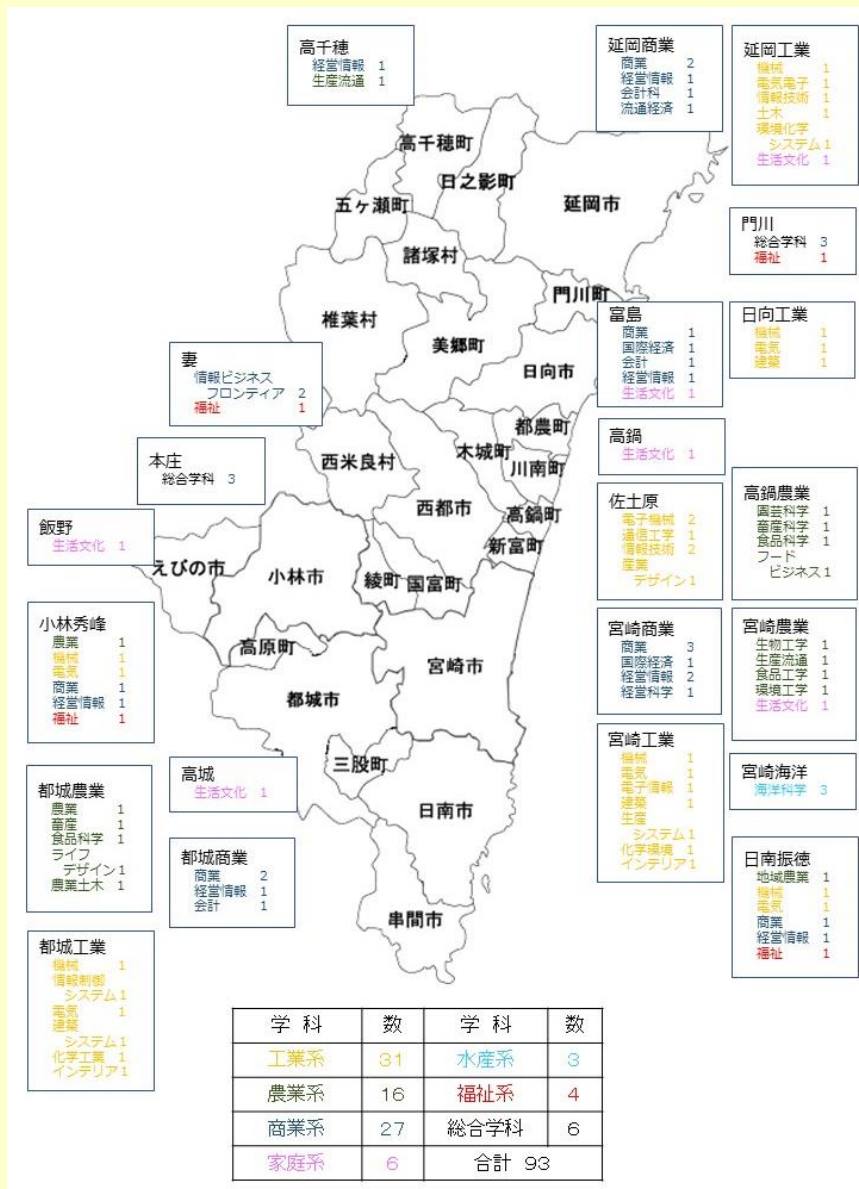 高千穂
経営情報 1
生産流通 1
延岡商業
商業 2
経営情報 1
会計科 1
流通経済 1
延岡工業
機械 1
電気電子 1
情報技術 1
土木 1
環境化学
システム 1
生活文化 1
門川
総合学科 3
福祉 1
富島
商業 1
国際経済 1
会計 1
経営情報 1
生活文化 1
日向工業
機械 1
電気 1
建築 1
妻
情報ビジネス
フロンティア 2
福祉 1
本庄
総合学科 3
高鍋
生活文化 1
佐土原
電子機械 2
通信工学 1
情報技術 2
産業
デザイン 1
高鍋農業
園芸科学 1
畜産科学 1
食品科学 1
フード
ビジネス 1
飯野
生活文化 1
小林秀峰
農業 1
機械 1
電気 1
商業 1
経営情報 1
福祉 1
宮崎商業
商業 3
国際経済 1
経営情報 2
経営科学 1
宮崎農業
生物工学 1
生産流通 1
食品工学 1
環境工学 1
生活文化 1
宮崎工業
機械 1
電気 1
電子情報 1
建築 1
生産
システム 1
化学環境 1
インテリア 1
宮崎海洋
海洋科学 3
都城農業
農業 1
畜産 1
食品科学 1
ライフ
デザイン 1
農業土木 1
高城
生活文化 1
都城商業
商業 2
経営情報 1
会計 1
日南振徳
地域農業 1
機械 1
電気 1
商業 1
経営情報 1
福祉 1
都城工業
機械 1
情報制御
システム 1
電気 1
建築
システム 1
化学工業 1
インテリア 1
高千穂町
日之影町
延岡市
五ヶ瀬町
諸塚村
門川町
椎葉村
美郷町
日向市
都農町
木城町
川南町
西米良村
西都市
高鍋町
新富町
えびの市
小林市
綾町
国富町
高原町
宮崎市
都城市
三股町
日南市
串間市
学 科 数 学 科 数
工業系 31 水産系 3
農業系 16 福祉系 4
商業系 27 総合学科 6
家庭系 6 合計 93